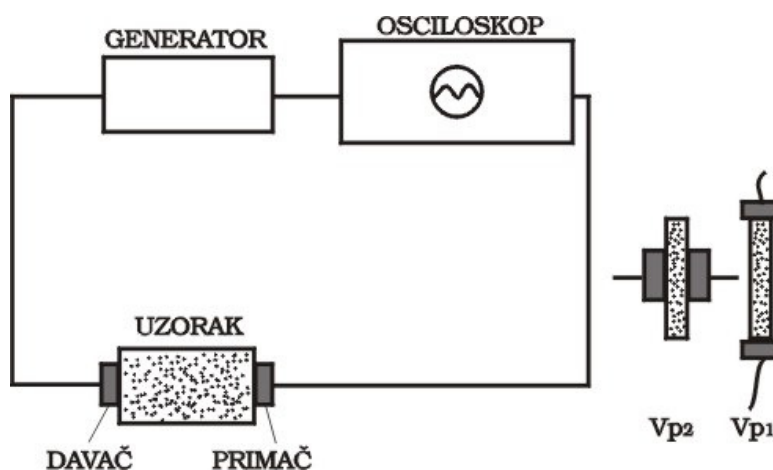 GENERATOR
OSCILOSKOP
UZORAK
DAVAČ
PRIMAČ
Vp2
Vp1